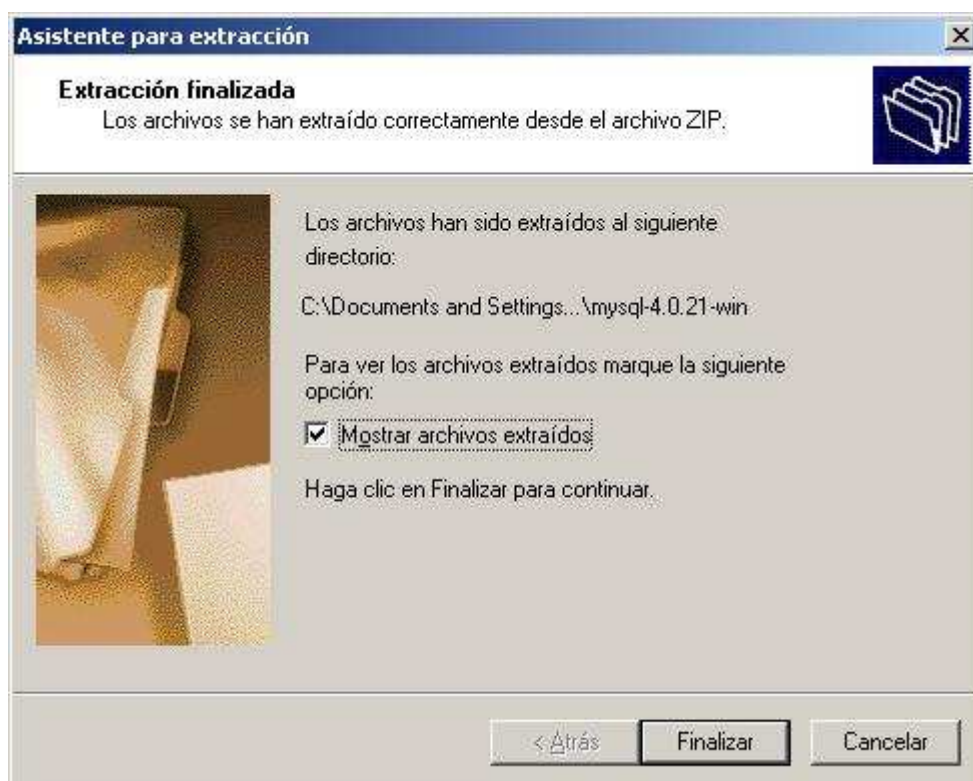 Asistente para extracción
Extracción finalizada
Los archivos se han extraído correctamente desde el archivo ZIP.
Los archivos han sido extraídos al siguiente
directorio:
C:\Documents and Settings...\mysql-4.0.21-win
Para ver los archivos extraídos marque la siguiente
opción:
Mostrar archivos extraídos
Haga clic en Finalizar para continuar.
< Atrás Finalizar Cancelar